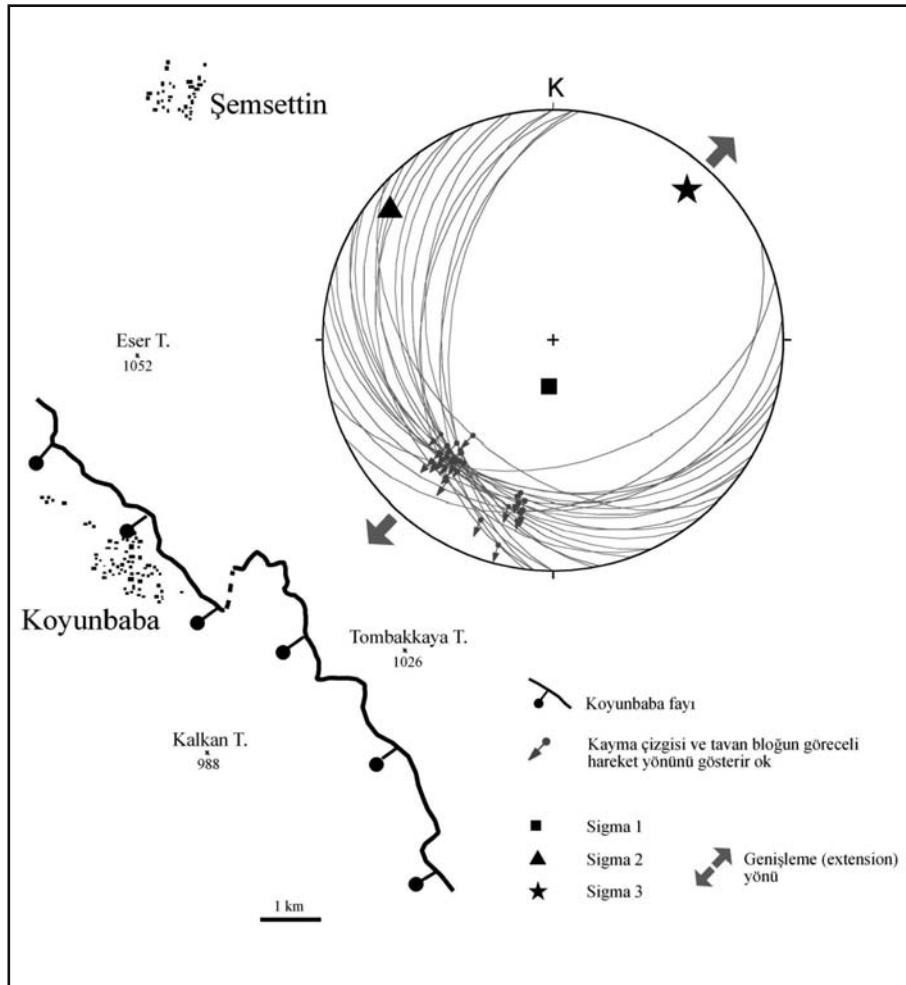 Şemsettin
K
Eser T.
1052
Koyunbaba
Tombakkaya T.
1026
Kalkan T.
988
Koyunbaba fayı
Kayma çizgisi ve tavan bloğun göreceli
hareket yönünü gösterir ok
Sigma 1
Sigma 2
Sigma 3
Genişleme (extension)
yönü
1 km